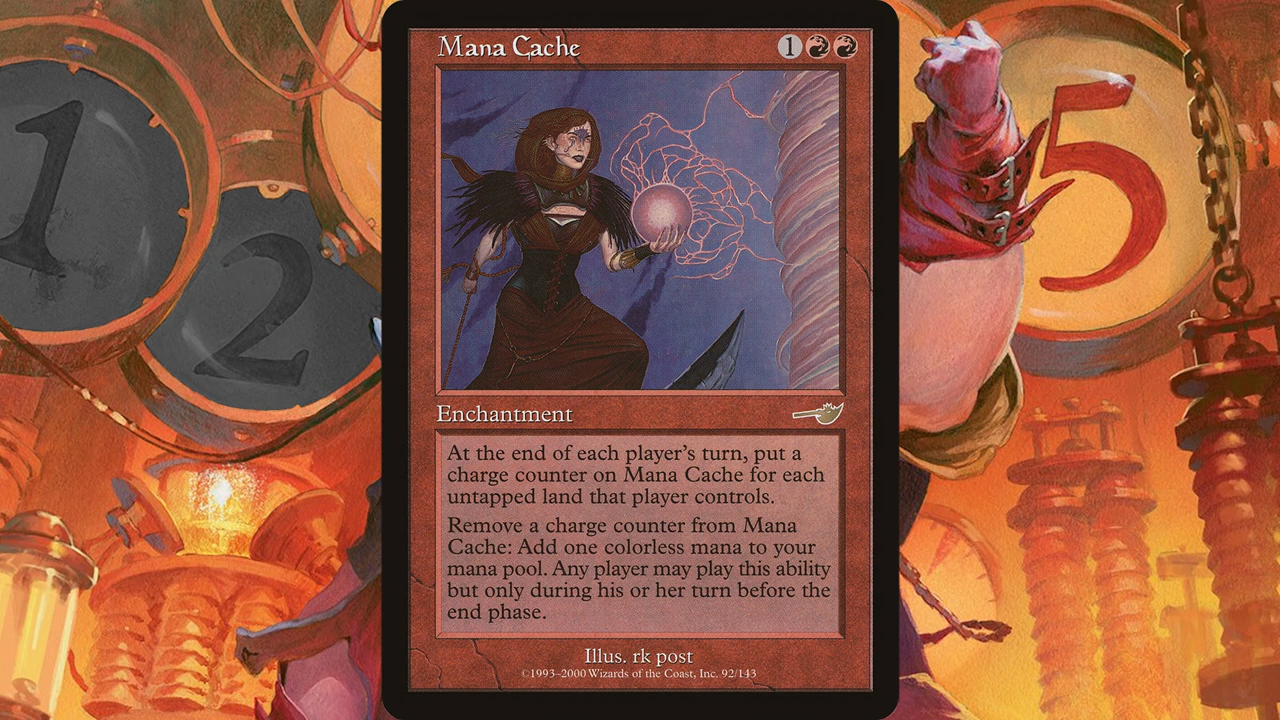 1
2
5
Mana Cache
1
Enchantment
At the end of each player's turn, put a
charge counter on Mana Cache for each
untapped land that player controls.
Remove a charge counter from Mana
Cache: Add one colorless mana to your
mana pool. Any player may play this ability
but only during his or her turn before the
end phase.
Illus. rk post
©1993–2000 Wizards of the Coast, Inc. 92/143